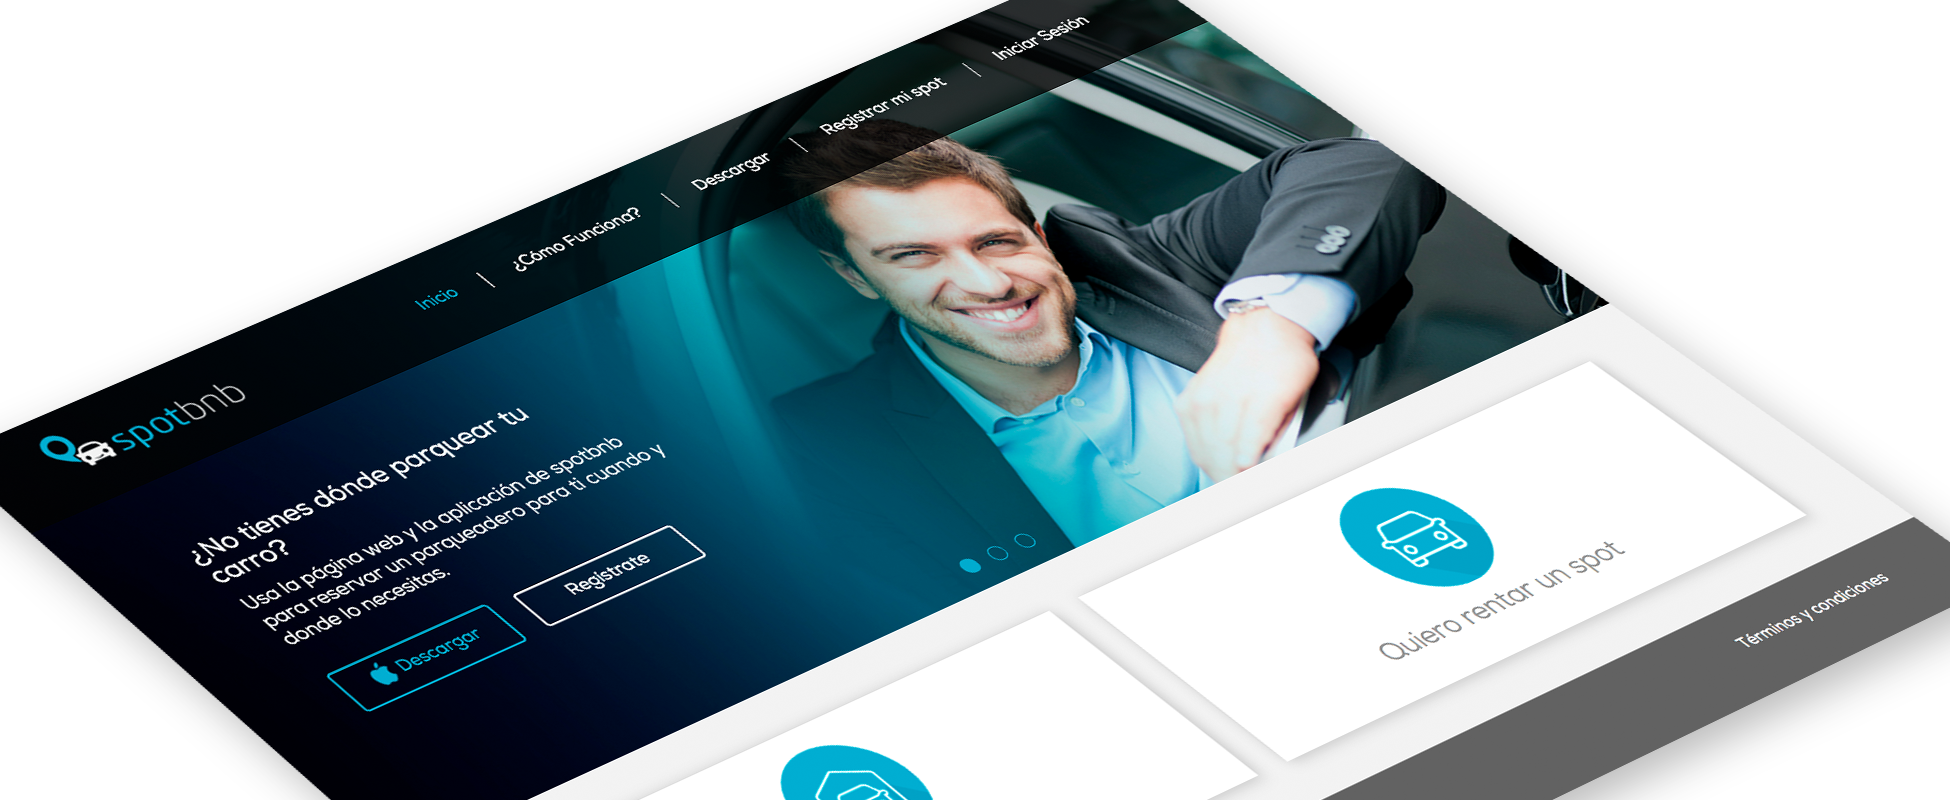 spotbnb
Inicio
¿Cómo Funciona?
Descargar
Registrar mi spot
Iniciar Sesión
¿No tienes dónde parquear tu
carro?
Usa la página web y la aplicación de spotbnb
para reservar un parqueadero para ti cuando y
donde lo necesitas.
Descargar
Registrate
Quiero rentar un spot
Términos y condiciones